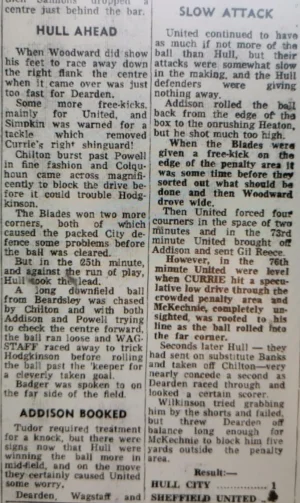 dropped a
centre just behind the bar.
HULL AHEAD
When Woodward did show
his feet to race away down
the right flank the centre
when it came over was just
too fast for Dearden.
Some more free-kicks,
mainly for United, and
Simpkin was warned for a
tackle which removed
Currie's right shinguard!
Chilton burst past Powell
in fine fashion and Colqu-
houn came across magnifi-
cently to block the drive be-
fore it could trouble Hodg-
kinson.
The Blades won two more
corners, both of which
caused the packed City de-
fence some problems before
the ball was cleared.
But in the 25th minute,
and against the run of play,
Hull took the lead.
A long downfield ball
from Beardsley was chased
by Chilton and with both
Addison and Powell trying
to check the centre forward,
the ball ran loose and WAG-
STAFF raced away to trick
Hodgkinson before rolling
the ball past the 'keeper for
a cleverly taken goal.
Badger was spoken to on
the far side of the field.
ADDISON BOOKED
Tudor required treatment
for a knock, but there were
signs now that Hull were
winning the ball more in
mid-field, and on the move
they certainly caused United
some worry.
Dearden, Wagstaff and
SLOW ATTACK
United continued to have
as much if not more of the
ball than Hull, but their
attacks were somewhat slow
in the making, and the Hull
defenders were giving
nothing away.
Addison rolled the ball
back from the edge of the
box to the onrushing Heaton,
but he shot much too high.
When the Blades were
given a free-kick on the
edge of the penalty area it
was some time before they
sorted out what should be
done and then Woodward
drove wide.
Then United forced four
corners in the space of two
minutes and in the 73rd
minute United brought off
Addison and sent Gil Reece.
However, in the 76th
minute United were level
when CURRIE hit a specu-
lative low drive through the
crowded penalty area and
McKechnie, completely un-
sighted, was rooted to his
line as the ball rolled into
the far corner.
Seconds later Hull — they
had sent on substitute Banks
and taken off Chilton—very
nearly concede a second as
Dearden raced through and
looked a certain scorer.
Wilkinson tried grabbing
him by the shorts and failed,
but threw Dearden off
balance long enough for
McKechnie to block him five
yards outside the penalty
area.
Result:—
HULL CITY 1
SHEFFIELD UNITED